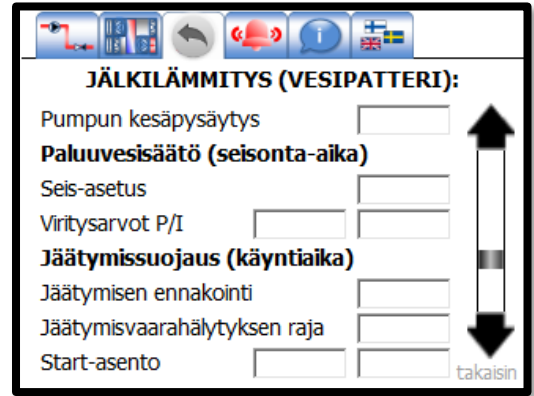 JÄLKILÄMMITYS (VESIPATTERI):
Pumpun kesäpysäytys
Paluuvesisäätö (seisonta-aika)
Seis-asetus
Viritysarvot P/I
Jäätymissuojaus (käyntiaika)
Jäätymisen ennakointi
Jäätymisvaarahälytyksen raja
Start-asento
takaisin